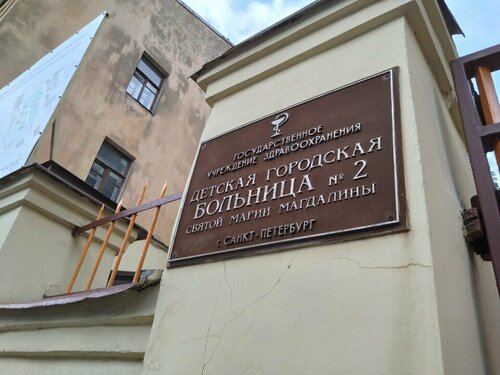 ГОСУДАРСТВЕННОЕ
УЧРЕЖДЕНИЕ ЗДРАВООХРАНЕНИЯ
ДЕТСКАЯ ГОРОДСКАЯ
БОЛЬНИЦА № 2
СВЯТОЙ МАРИИ МАГДАЛИНЫ
Г. САНКТ-ПЕТЕРБУРГ